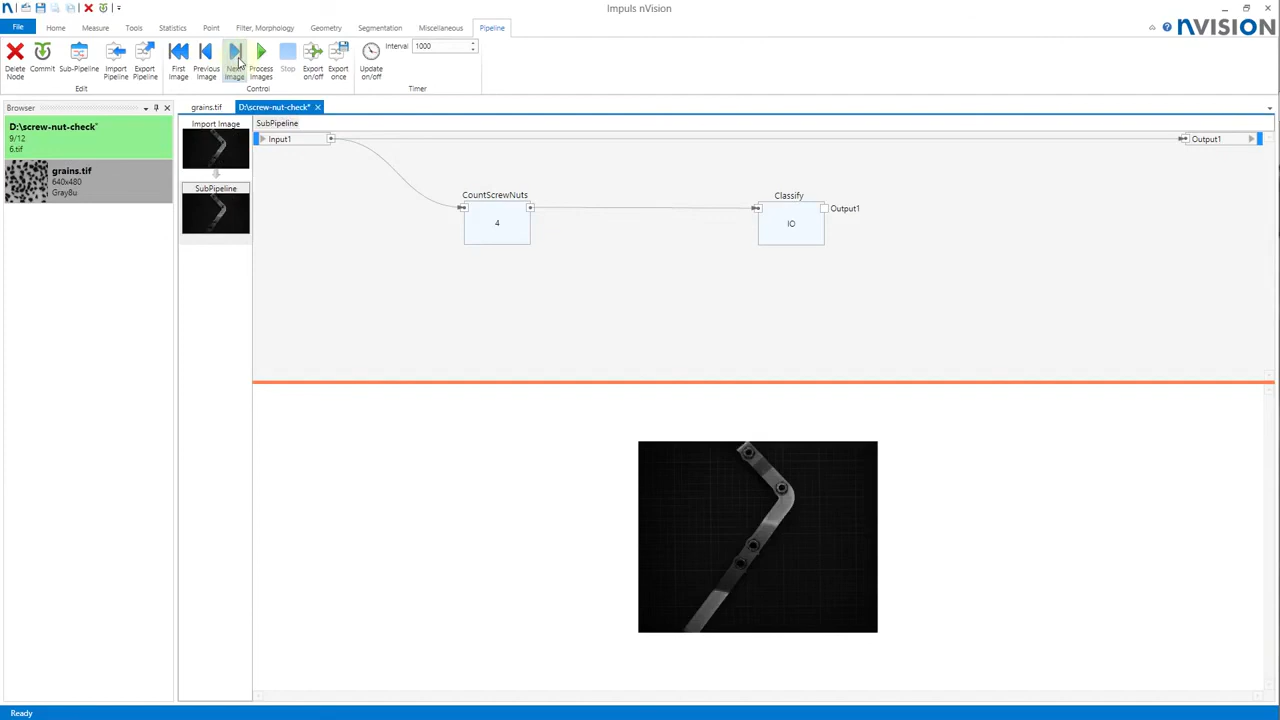 Impuls nVision
File Home Measure Tools Statistics Point Filter, Morphology Geometry Segmentation Miscellaneous Pipeline
nVISION
Interval 1000
Delete Node
Commit
Sub-Pipeline
Import Pipeline
Export Pipeline
First Image
Previous Image
Next Image
Process Images
Stop
Export on/off
Export once
Update on/off
Edit Control Timer
Browser
grains.tif D:\screw-nut-check*
D:\screw-nut-check*
9/12
6.tif
grains.tif
640x480
Gray8u
Import Image
SubPipeline
SubPipeline
Input1
Output1
CountScrewNuts
4
Classify
IO
Output1
Ready